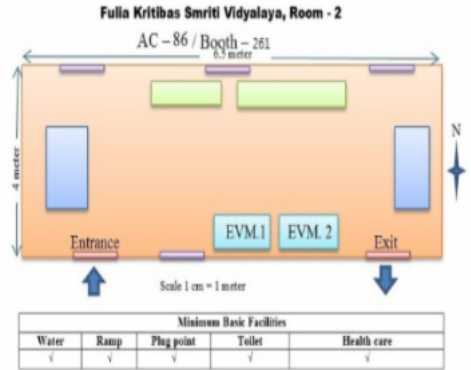 Fulia Kritibas Smriti Vidyalaya, Room - 2
AC – 86 / Booth – 261
6.5 meter
4 meter
N
EVM.1 EVM. 2
Entrance Exit
Scale 1 cm = 1 meter
Minimum Basic Facilities
Water Ramp Plug point Toilet Health care
√ √ √ √ √